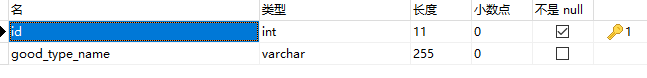 名 类型 长度 小数点 不是 null
id int 11 0 1
good_type_name varchar 255 0